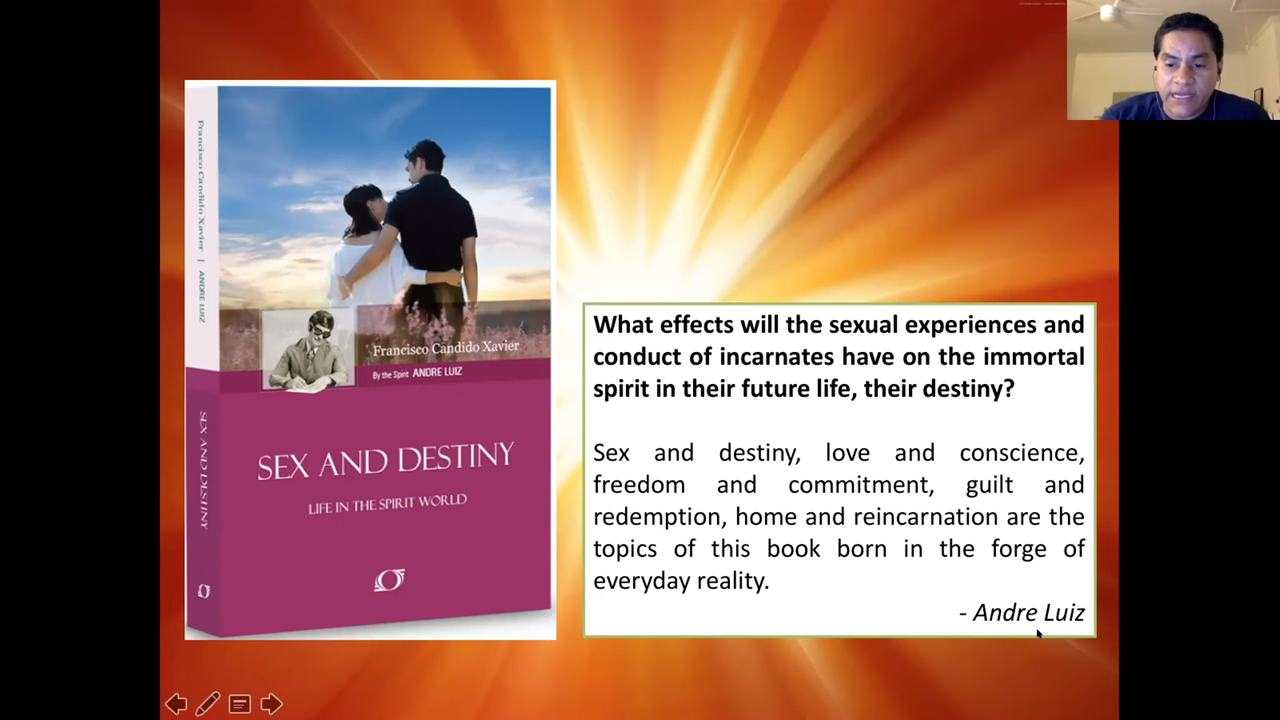 Francisco Candido Xavier | ANDRE LUIZ
SEX AND DESTINY
Francisco Candido Xavier
By the Spirit ANDRE LUIZ
SEX AND DESTINY
LIFE IN THE SPIRIT WORLD
What effects will the sexual experiences and
conduct of incarnates have on the immortal
spirit in their future life, their destiny?
Sex and destiny, love and conscience,
freedom and commitment, guilt and
redemption, home and reincarnation are the
topics of this book born in the forge of
everyday reality.
- Andre Luiz